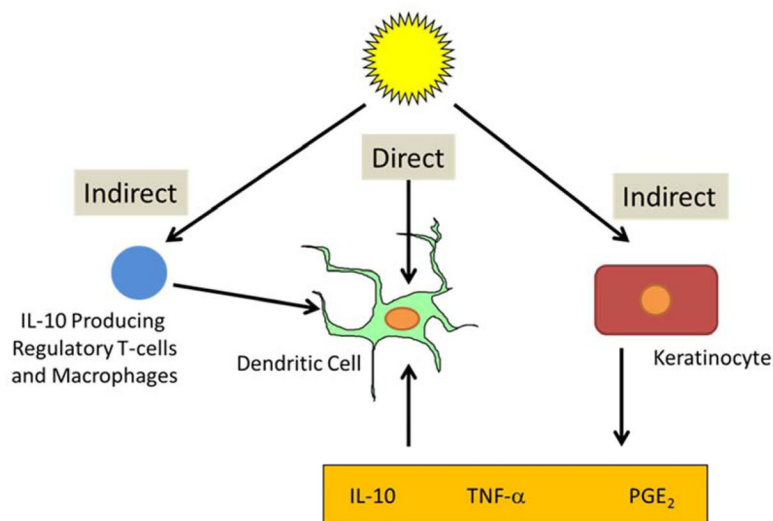 Direct
Indirect
Indirect
IL-10 Producing
Regulatory T-cells
and Macrophages
Dendritic Cell
Keratinocyte
IL-10 TNF-α PGE₂